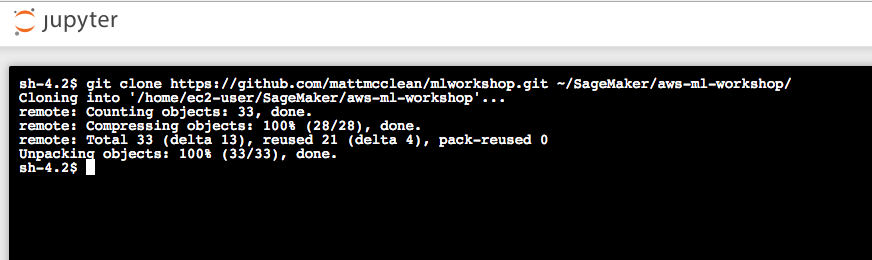 jupyter
sh-4.2$ git clone https://github.com/mattmcclean/mlworkshop.git ~/SageMaker/aws-ml-workshop/
Cloning into '/home/ec2-user/SageMaker/aws-ml-workshop'...
remote: Counting objects: 33, done.
remote: Compressing objects: 100% (28/28), done.
remote: Total 33 (delta 13), reused 21 (delta 4), pack-reused 0
Unpacking objects: 100% (33/33), done.
sh-4.2$